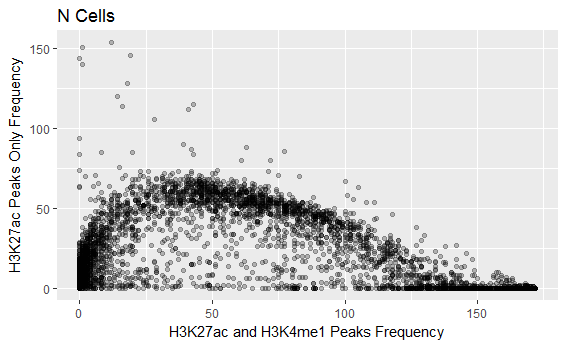 N Cells
H3K27ac Peaks Only Frequency
150
100
50
0
0 50 100 150
H3K27ac and H3K4me1 Peaks Frequency